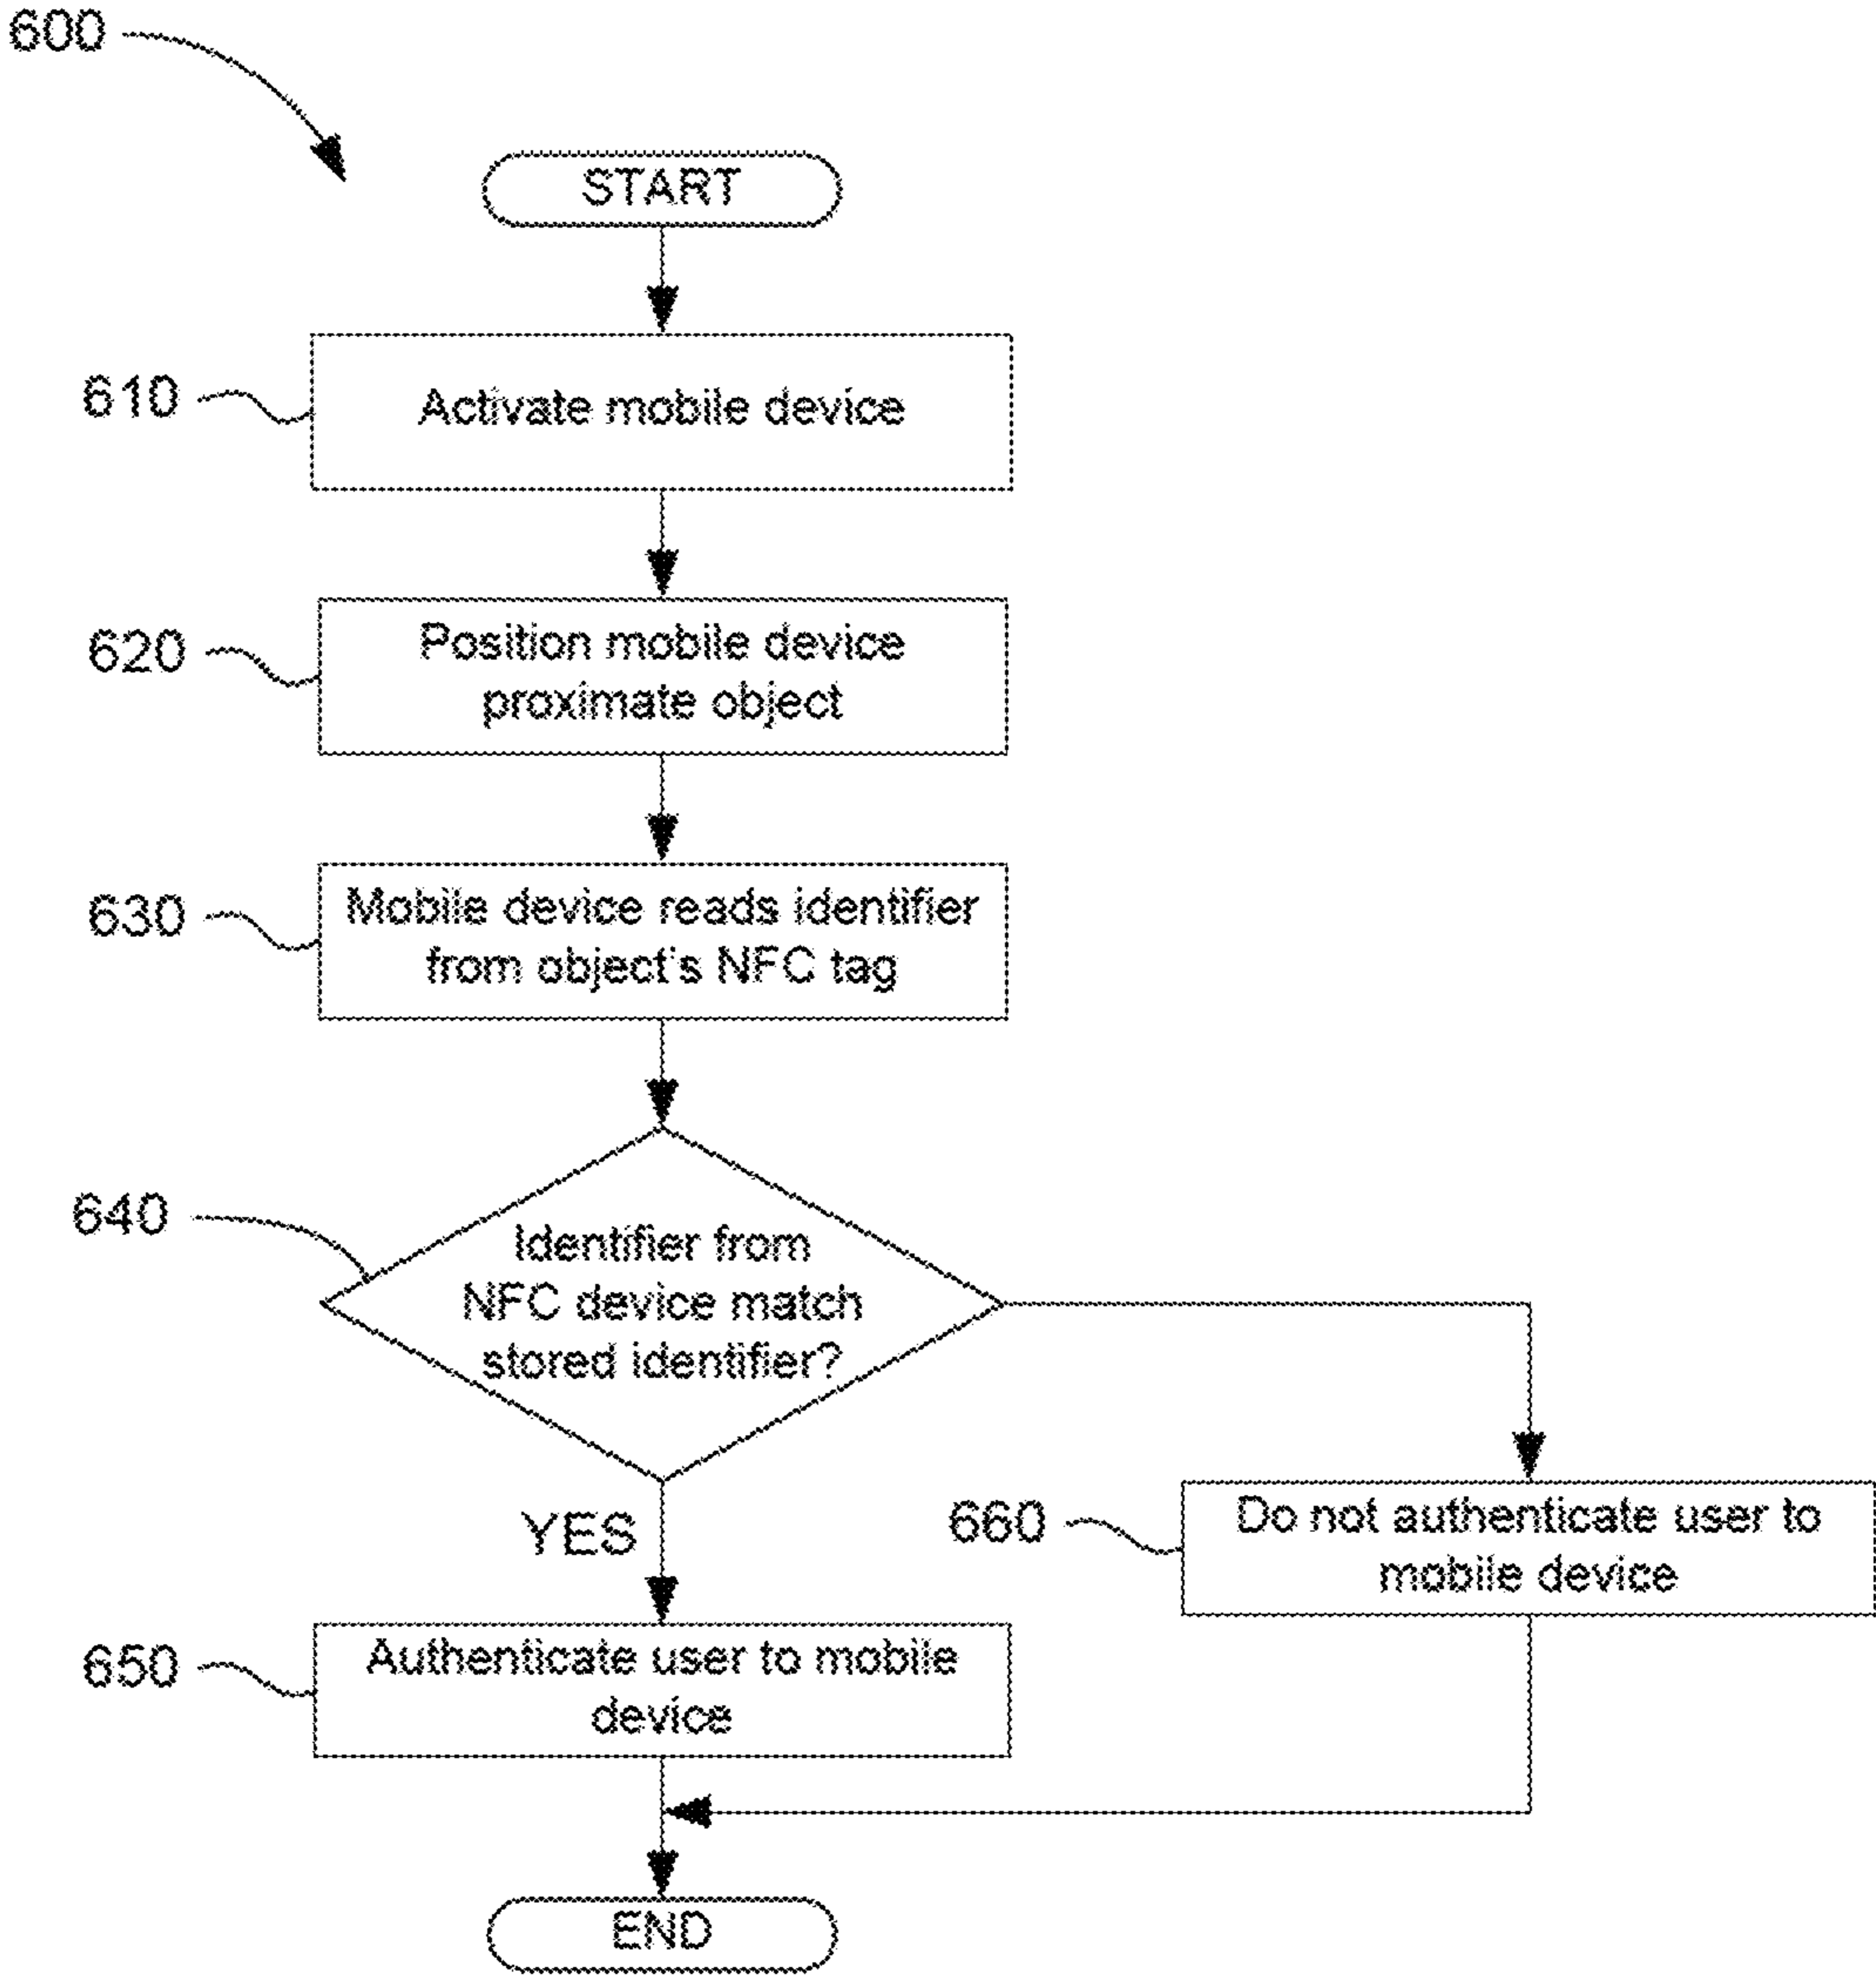 600
START
610
Activate mobile device
620
Position mobile device
proximate object
630
Mobile device reads identifier
from object's NFC tag
640
Identifier from
NFC device match
stored identifier?
YES
660
Do not authenticate user to
mobile device
650
Authenticate user to mobile
device
END